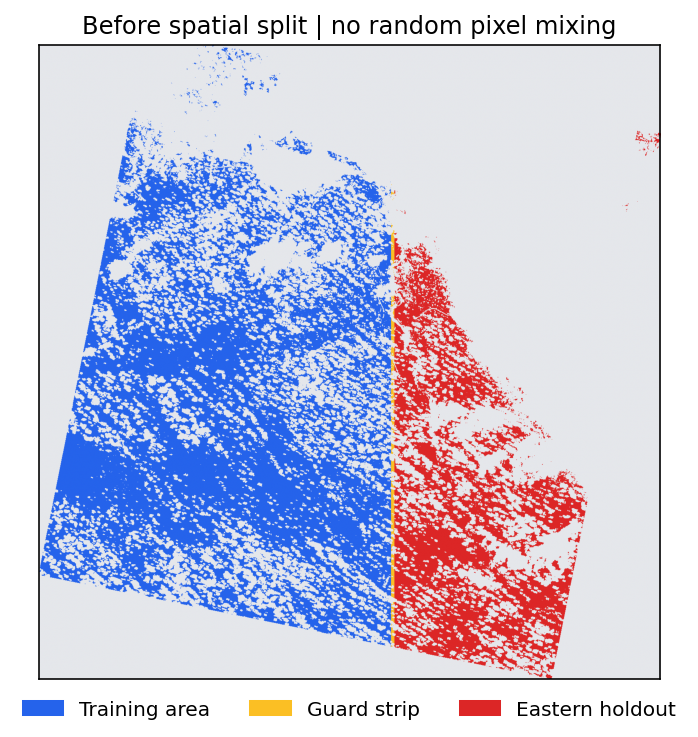 Before spatial split | no random pixel mixing
Training area
Guard strip
Eastern holdout